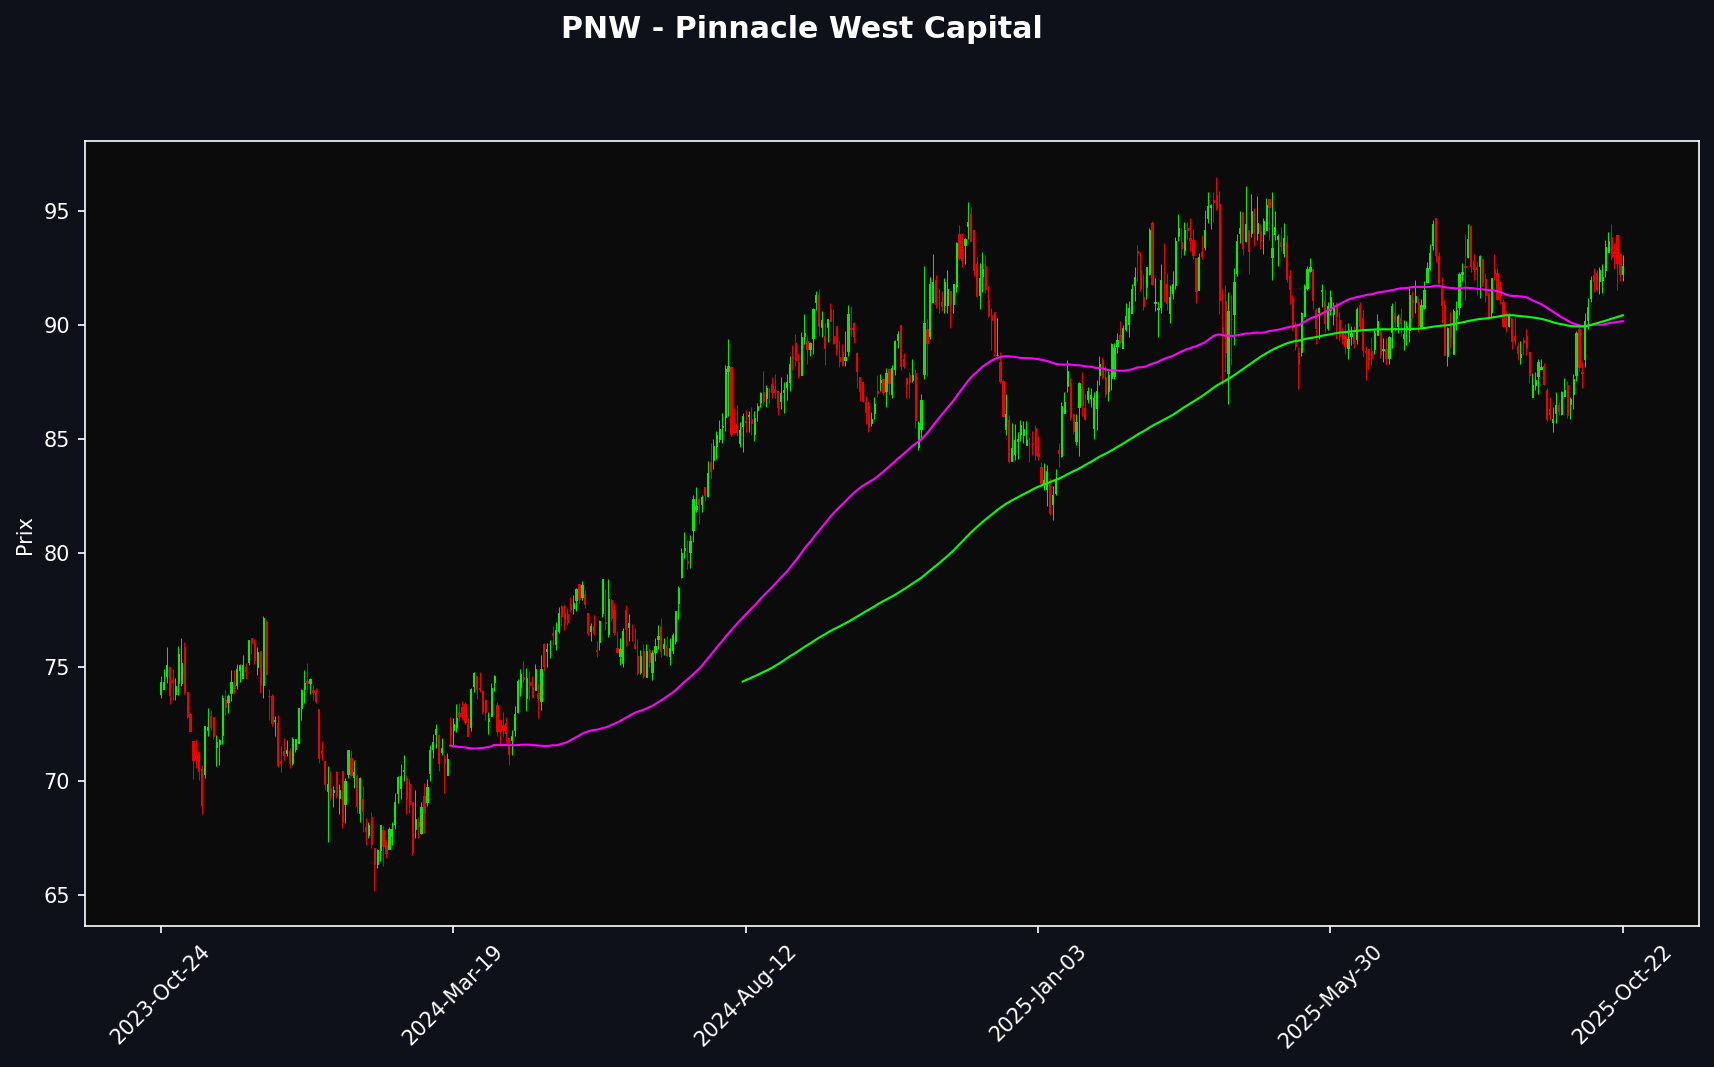 PNW - Pinnacle West Capital
Prix
95
90
85
80
75
70
65
2023-Oct-24
2024-Mar-19
2024-Aug-12
2025-Jan-03
2025-May-30
2025-Oct-22